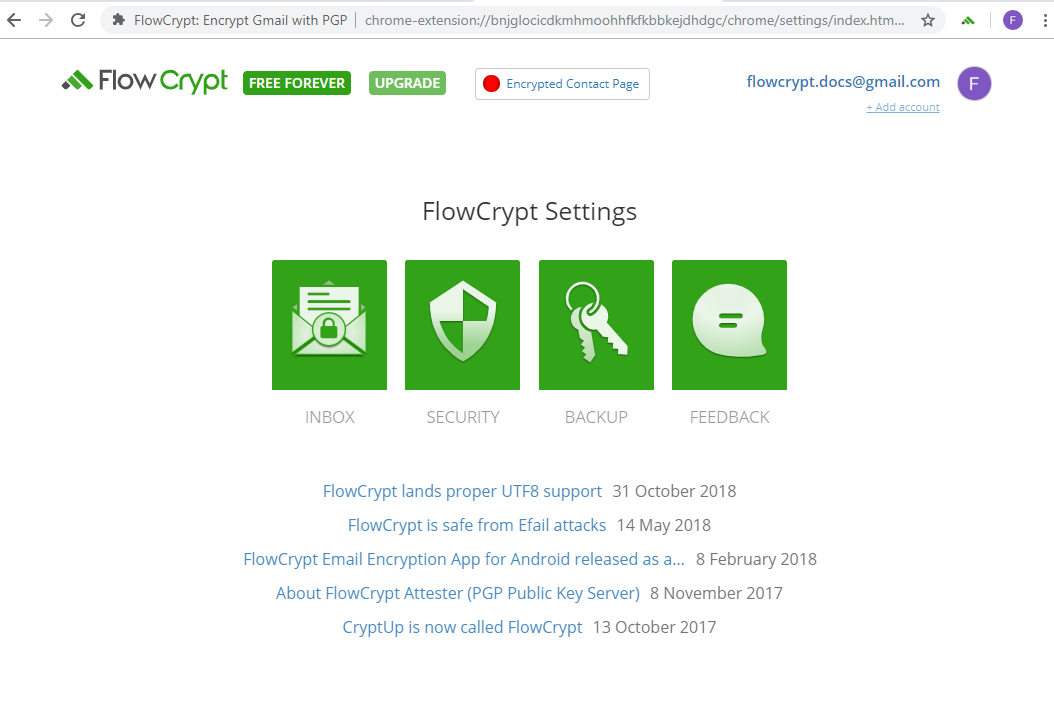 FlowCrypt: Encrypt Gmail with PGP | chrome-extension://bnjglocicdkmhmoohhfkfkbbkejdhdgc/chrome/settings/index.htm... F
FlowCrypt FREE FOREVER UPGRADE Encrypted Contact Page flowcrypt.docs@gmail.com F
+ Add account
FlowCrypt Settings
INBOX SECURITY BACKUP FEEDBACK
FlowCrypt lands proper UTF8 support 31 October 2018
FlowCrypt is safe from Efail attacks 14 May 2018
FlowCrypt Email Encryption App for Android released as a... 8 February 2018
About FlowCrypt Attester (PGP Public Key Server) 8 November 2017
CryptUp is now called FlowCrypt 13 October 2017